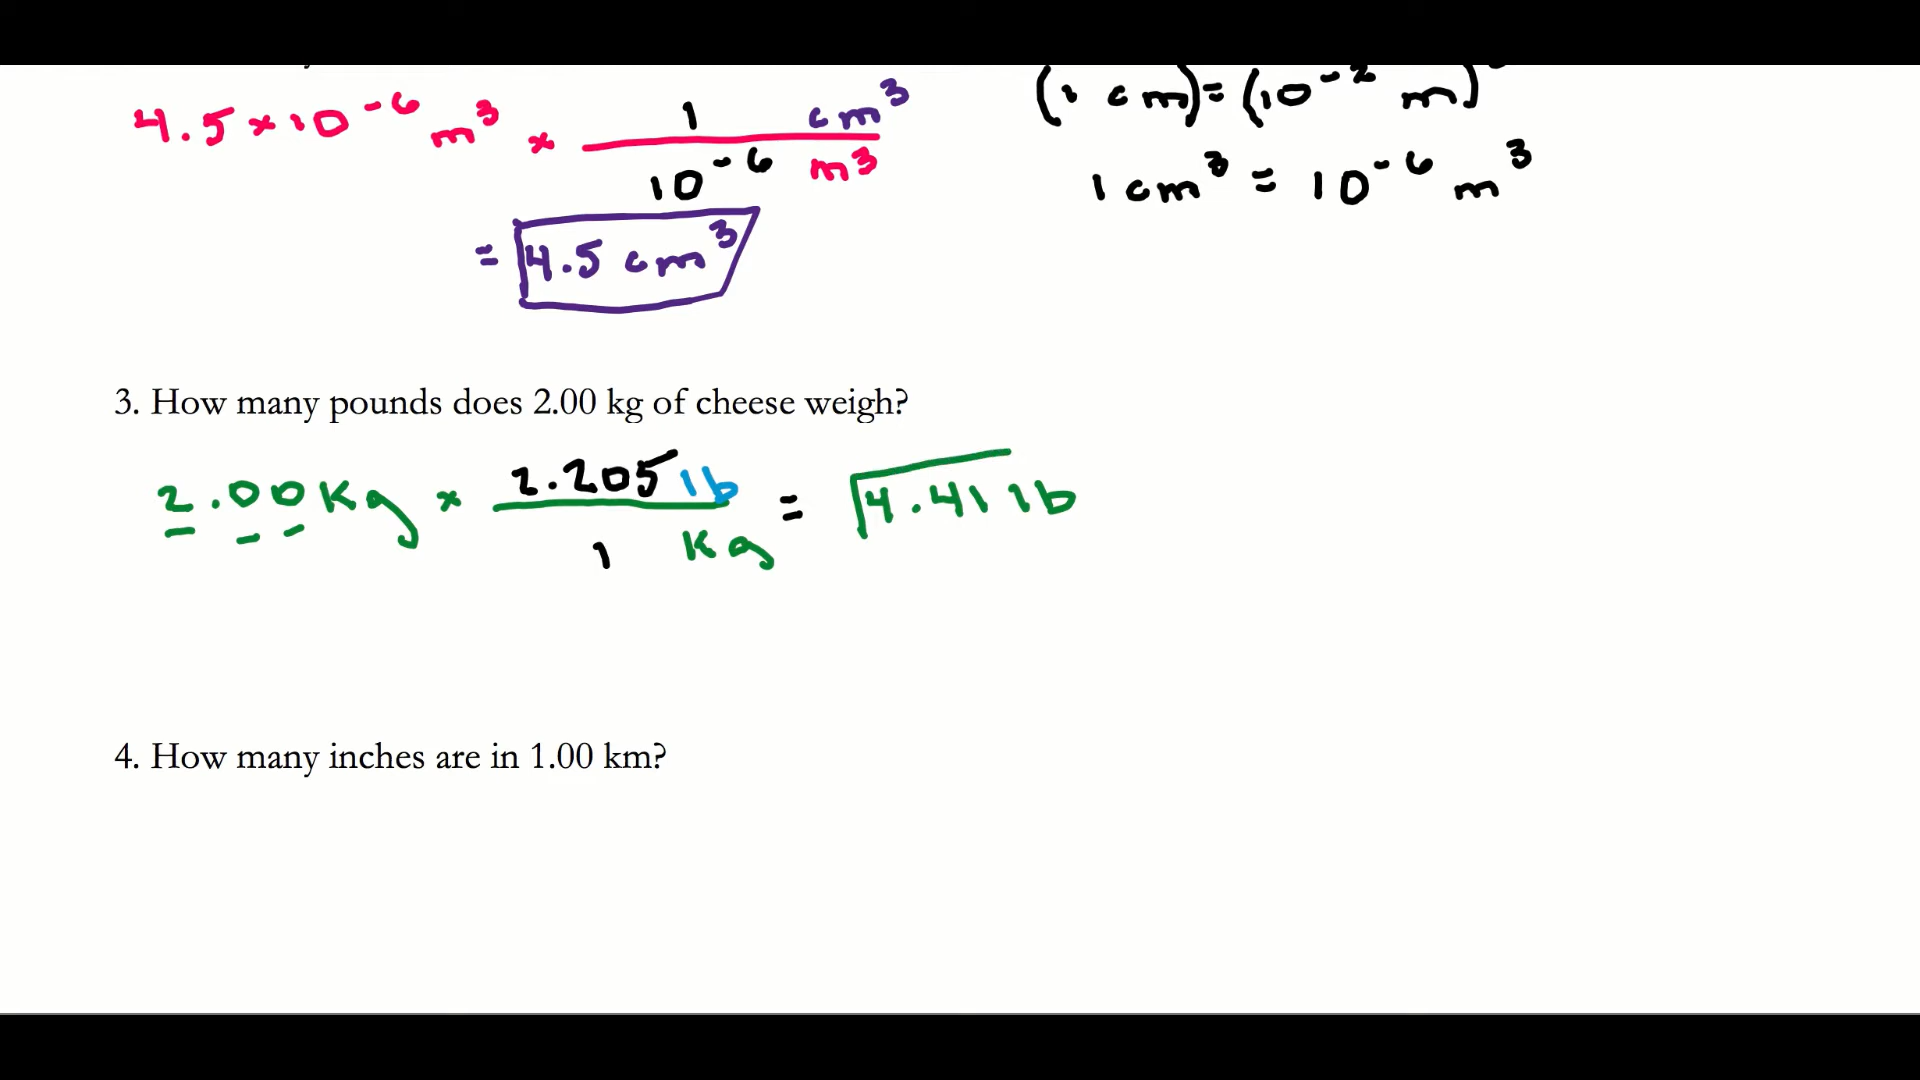 4.5 × 10⁻⁶ m³ × 1 cm³ / 10⁻⁶ m³
(1 cm) = (10⁻² m)
1 cm³ = 10⁻⁶ m³
= 4.5 cm³
3. How many pounds does 2.00 kg of cheese weigh?
2.00 Kg × 2.205 lb / 1 Kg = 4.41 lb
4. How many inches are in 1.00 km?